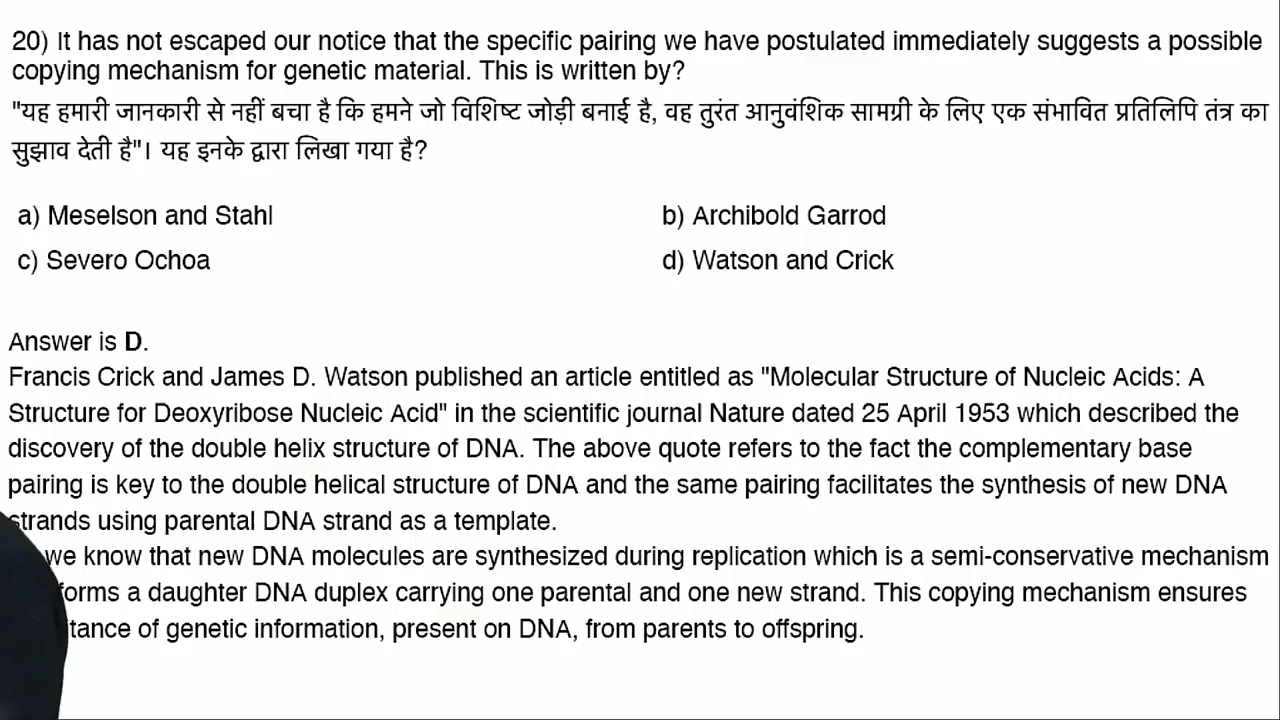 20) It has not escaped our notice that the specific pairing we have postulated immediately suggests a possible
copying mechanism for genetic material. This is written by?
"यह हमारी जानकारी से नहीं बचा है कि हमने जो विशिष्ट जोड़ी बनाई है, वह तुरंत आनुवंशिक सामग्री के लिए एक संभावित प्रतिलिपि तंत्र का
सुझाव देती है"। यह इनके द्वारा लिखा गया है?
a) Meselson and Stahl
b) Archibold Garrod
c) Severo Ochoa
d) Watson and Crick
Answer is D.
Francis Crick and James D. Watson published an article entitled as "Molecular Structure of Nucleic Acids: A
Structure for Deoxyribose Nucleic Acid" in the scientific journal Nature dated 25 April 1953 which described the
discovery of the double helix structure of DNA. The above quote refers to the fact the complementary base
pairing is key to the double helical structure of DNA and the same pairing facilitates the synthesis of new DNA
strands using parental DNA strand as a template.
we know that new DNA molecules are synthesized during replication which is a semi-conservative mechanism
forms a daughter DNA duplex carrying one parental and one new strand. This copying mechanism ensures
of genetic information, present on DNA, from parents to offspring.